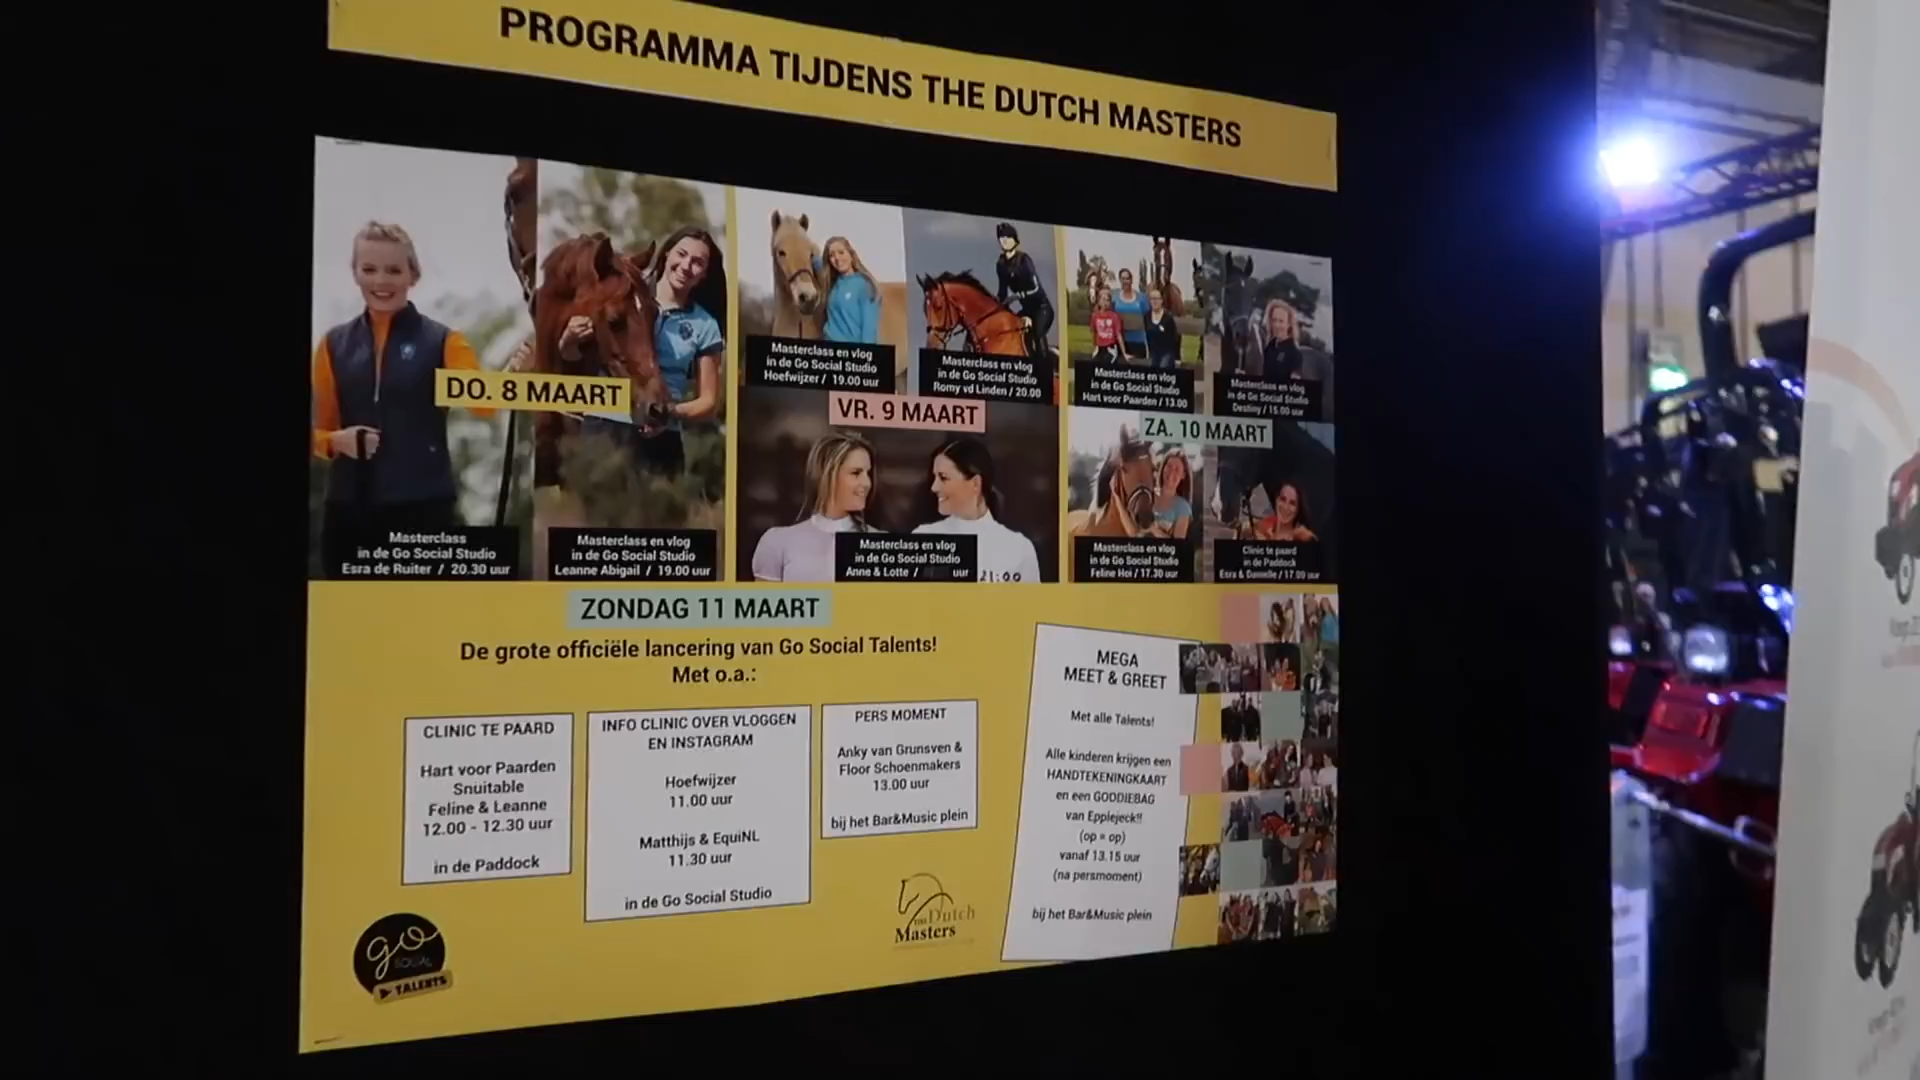 PROGRAMMA TIJDENS THE DUTCH MASTERS
DO. 8 MAART
Masterclass
in de Go Social Studio
Esra de Ruiter / 20.30 uur
Masterclass en vlog
in de Go Social Studio
Leanne Abigail / 19.00 uur
Masterclass en vlog
in de Go Social Studio
Hoefwijzer / 19.00 uur
Masterclass en vlog
in de Go Social Studio
Romy vd Linden / 20.00
VR. 9 MAART
Masterclass en vlog
in de Go Social Studio
Anne & Lotte / uur 21:00
Masterclass en vlog
in de Go Social Studio
Hart voor Paarden / 13.00
Masterclass en vlog
in de Go Social Studio
Destiny / 15.00 uur
ZA. 10 MAART
Masterclass en vlog
in de Go Social Studio
Feline Hoi / 17.30 uur
Clinic te paard
in de Paddock
Esra & Danielle / 17.00 uur
ZONDAG 11 MAART
De grote officiële lancering van Go Social Talents!
Met o.a.:
CLINIC TE PAARD
Hart voor Paarden
Snuitable
Feline & Leanne
12.00 - 12.30 uur
in de Paddock
INFO CLINIC OVER VLOGGEN
EN INSTAGRAM
Hoefwijzer
11.00 uur
Matthijs & EquiNL
11.30 uur
in de Go Social Studio
PERS MOMENT
Anky van Grunsven &
Floor Schoenmakers
13.00 uur
bij het Bar&Music plein
MEGA
MEET & GREET
Met alle Talents!
Alle kinderen krijgen een
HANDTEKENINGKAART
en een GODDIEBAG
van Epplejeck!!
(op = op)
vanaf 13.15 uur
(na persmoment)
bij het Bar&Music plein
go
SOCIAL
TALENTS
THE Dutch
Masters